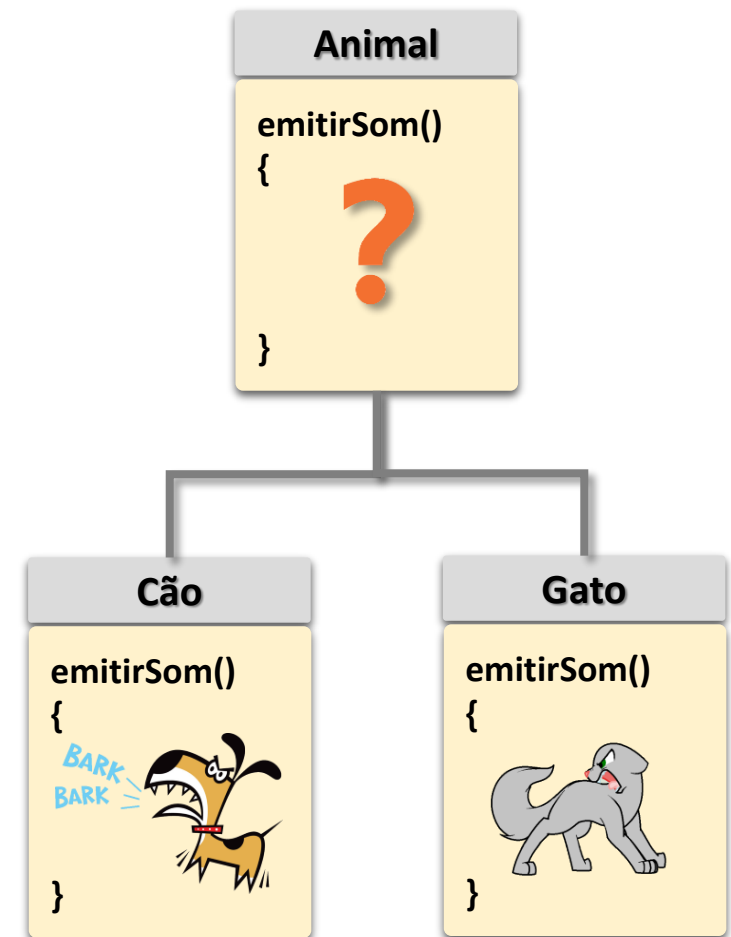 Animal
emitirSom()
{
?
}
Cão
emitirSom()
{
BARK
BARK
}
Gato
emitirSom()
{
}